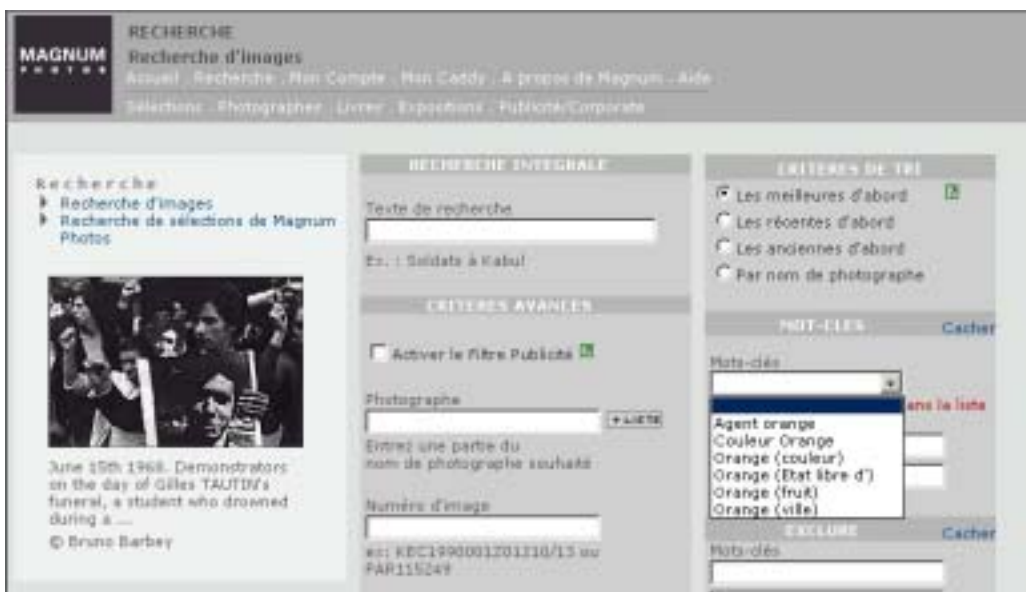 MAGNUM
PHOTOS
RECHERCHE
Recherche d'images
Accueil . Recherche . Mon Compte . Mon Caddy . A propos de Magnum . Aide
Sélections . Photographes . Livres . Expositions . Publicité/Corporate
Recherche
Recherche d'images
Recherche de sélections de Magnum
Photos
June 15th 1968. Demonstrators
on the day of Gilles TAUTIN's
funeral, a student who drowned
during a ...
© Bruno Barbey
RECHERCHE INTEGRALE
Texte de recherche
Ex. : Soldats à Kabul
CRITERES AVANCES
Activer le Filtre Publicité
Photographe
+ LISTE
Entrez une partie du
nom de photographe souhaité
Numéro d'image
ex: KEC1990001Z01210/13 ou
PAR115249
CRITERES DE TRI
Les meilleures d'abord
Les récentes d'abord
Les anciennes d'abord
Par nom de photographe
MOT-CLES Cacher
Mots-clés
ans la liste
Agent orange
Couleur Orange
Orange (couleur)
Orange (Etat libre d')
Orange (fruit)
Orange (ville)
EXCLURE Cacher
Mots-clés